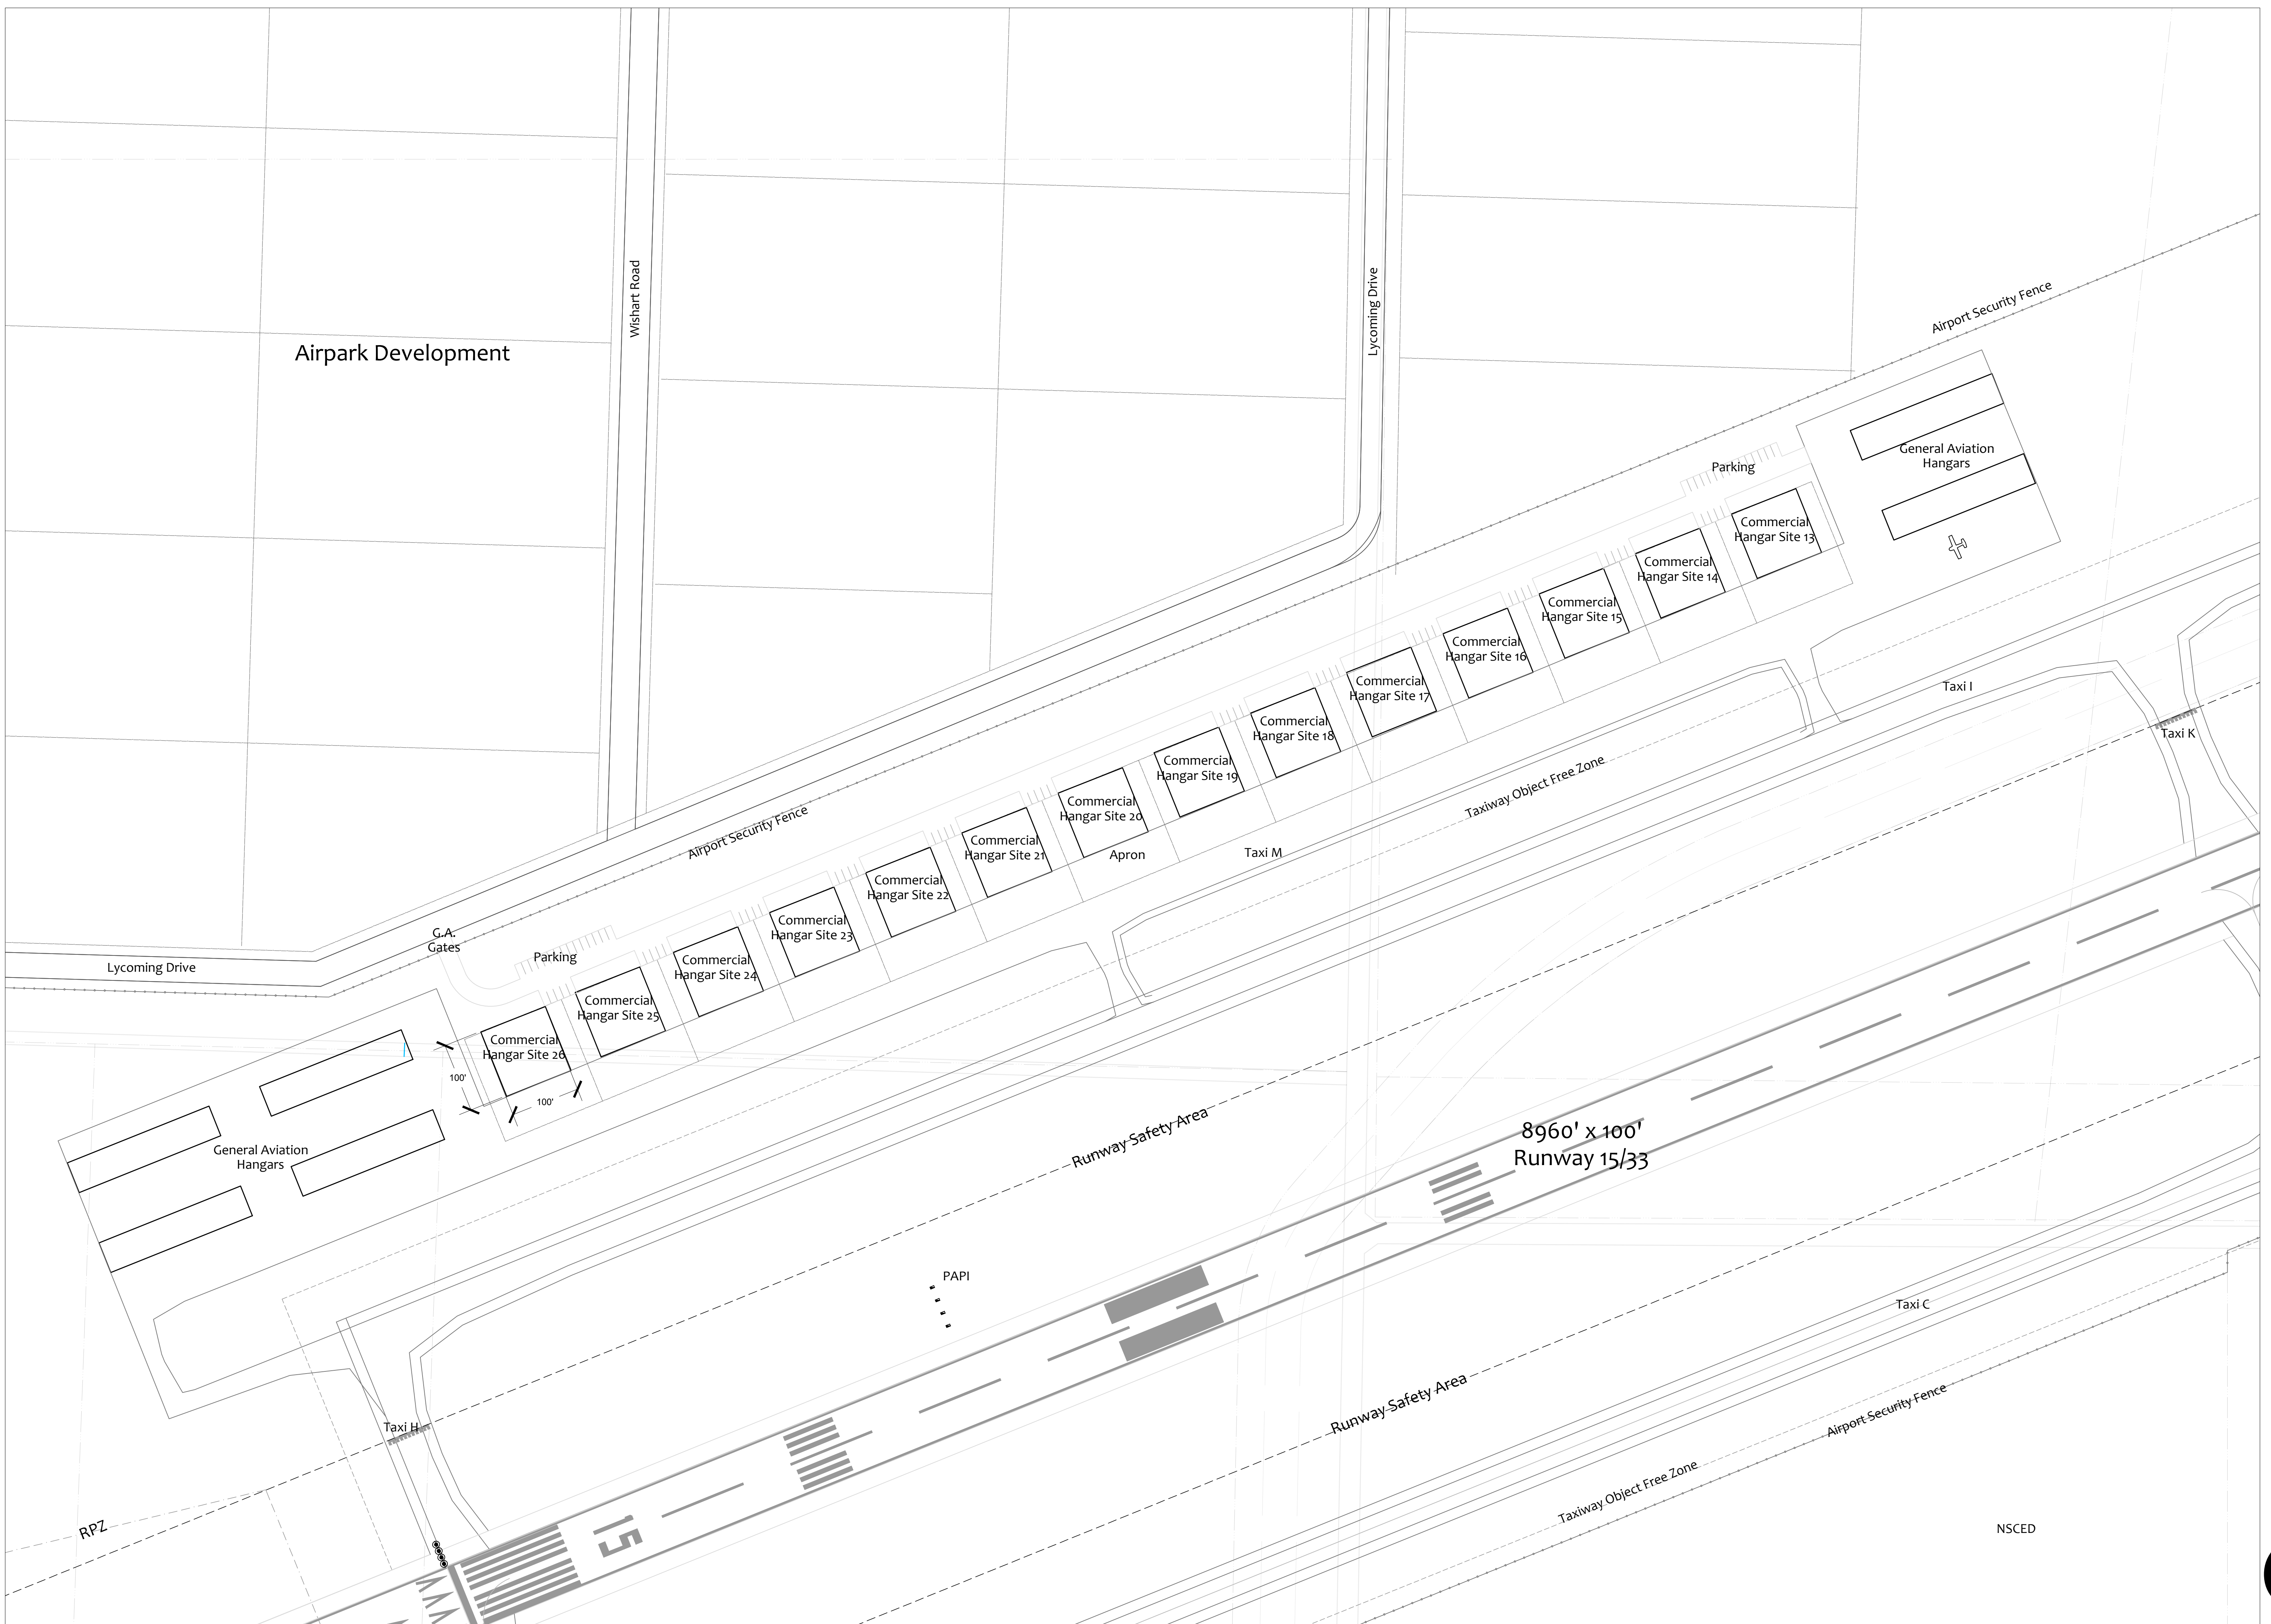 Wishart Road
Lycoming Drive
Airpark Development
Airport Security Fence
General Aviation
Hangars
Parking
Commercial
Hangar Site 13
Commercial
Hangar Site 14
Commercial
Hangar Site 15
Commercial
Hangar Site 16
Commercial
Hangar Site 17
Commercial
Hangar Site 18
Commercial
Hangar Site 19
Commercial
Hangar Site 20
Commercial
Hangar Site 21
Commercial
Hangar Site 22
Commercial
Hangar Site 23
Commercial
Hangar Site 24
Commercial
Hangar Site 25
Commercial
Hangar Site 26
Taxi I
Taxi K
Taxiway Object Free Zone
Airport Security Fence
Apron
Taxi M
G.A.
Gates
Parking
Lycoming Drive
100'
100'
General Aviation
Hangars
Runway Safety Area
8960' x 100'
Runway 15/33
PAPI
Taxi C
Runway Safety Area
Airport Security Fence
Taxi H
Taxiway Object Free Zone
RPZ
15
NSCED